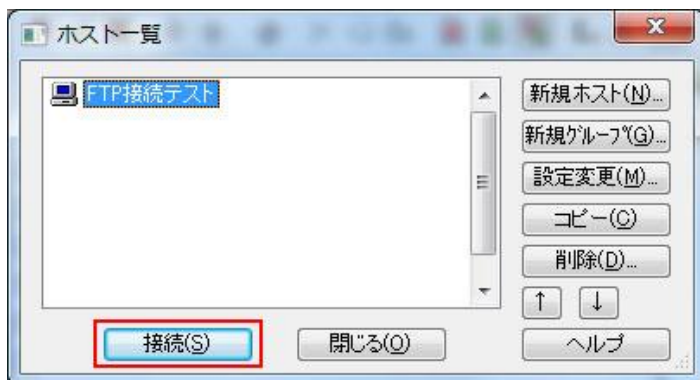 ホスト一覧
FTP接続テスト
新規ホスト(N)...
新規ｸﾞﾙｰﾌﾟ(G)...
設定変更(M)...
コピー(C)
削除(D)...
↑ ↓
接続(S) 閉じる(O) ヘルプ